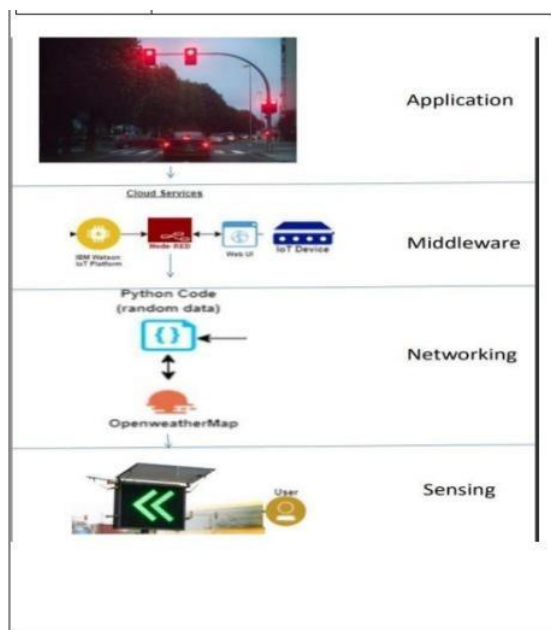 Application
Cloud Services
IBM Watson
IoT Platform
Node-RED
Web UI
IoT Device
Middleware
Python Code
(random data)
{}
Networking
OpenweatherMap
Sensing
User